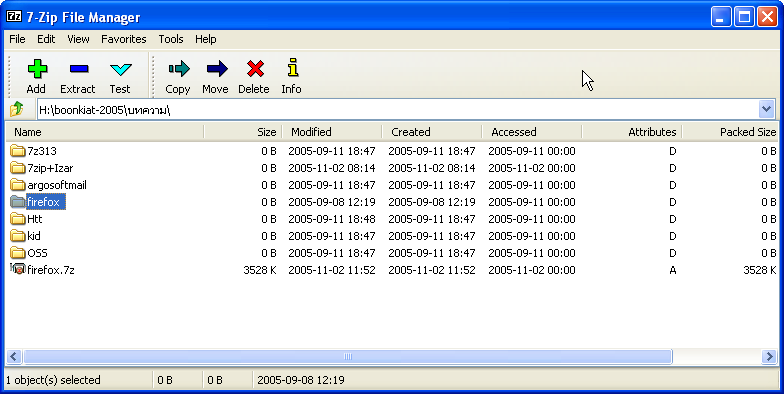 7-Zip File Manager
File Edit View Favorites Tools Help
Add Extract Test Copy Move Delete Info
H:\boonkiat-2005\บทความ\
Name Size Modified Created Accessed Attributes Packed Size
7z313 0 B 2005-09-11 18:47 2005-09-11 18:47 2005-09-11 00:00 D 0 B
7zip+Izar 0 B 2005-11-02 08:14 2005-11-02 08:14 2005-11-02 00:00 D 0 B
argosoftmail 0 B 2005-09-11 18:47 2005-09-11 18:47 2005-09-11 00:00 D 0 B
firefox 0 B 2005-09-08 12:19 2005-09-08 12:19 2005-09-11 00:00 D 0 B
Htt 0 B 2005-09-11 18:48 2005-09-11 18:47 2005-09-11 00:00 D 0 B
kid 0 B 2005-09-11 18:47 2005-09-11 18:47 2005-09-11 00:00 D 0 B
OSS 0 B 2005-09-11 18:47 2005-09-11 18:47 2005-09-11 00:00 D 0 B
firefox.7z 3528 K 2005-11-02 11:52 2005-11-02 11:52 2005-11-02 00:00 A 3528 K
1 object(s) selected 0 B 0 B 2005-09-08 12:19